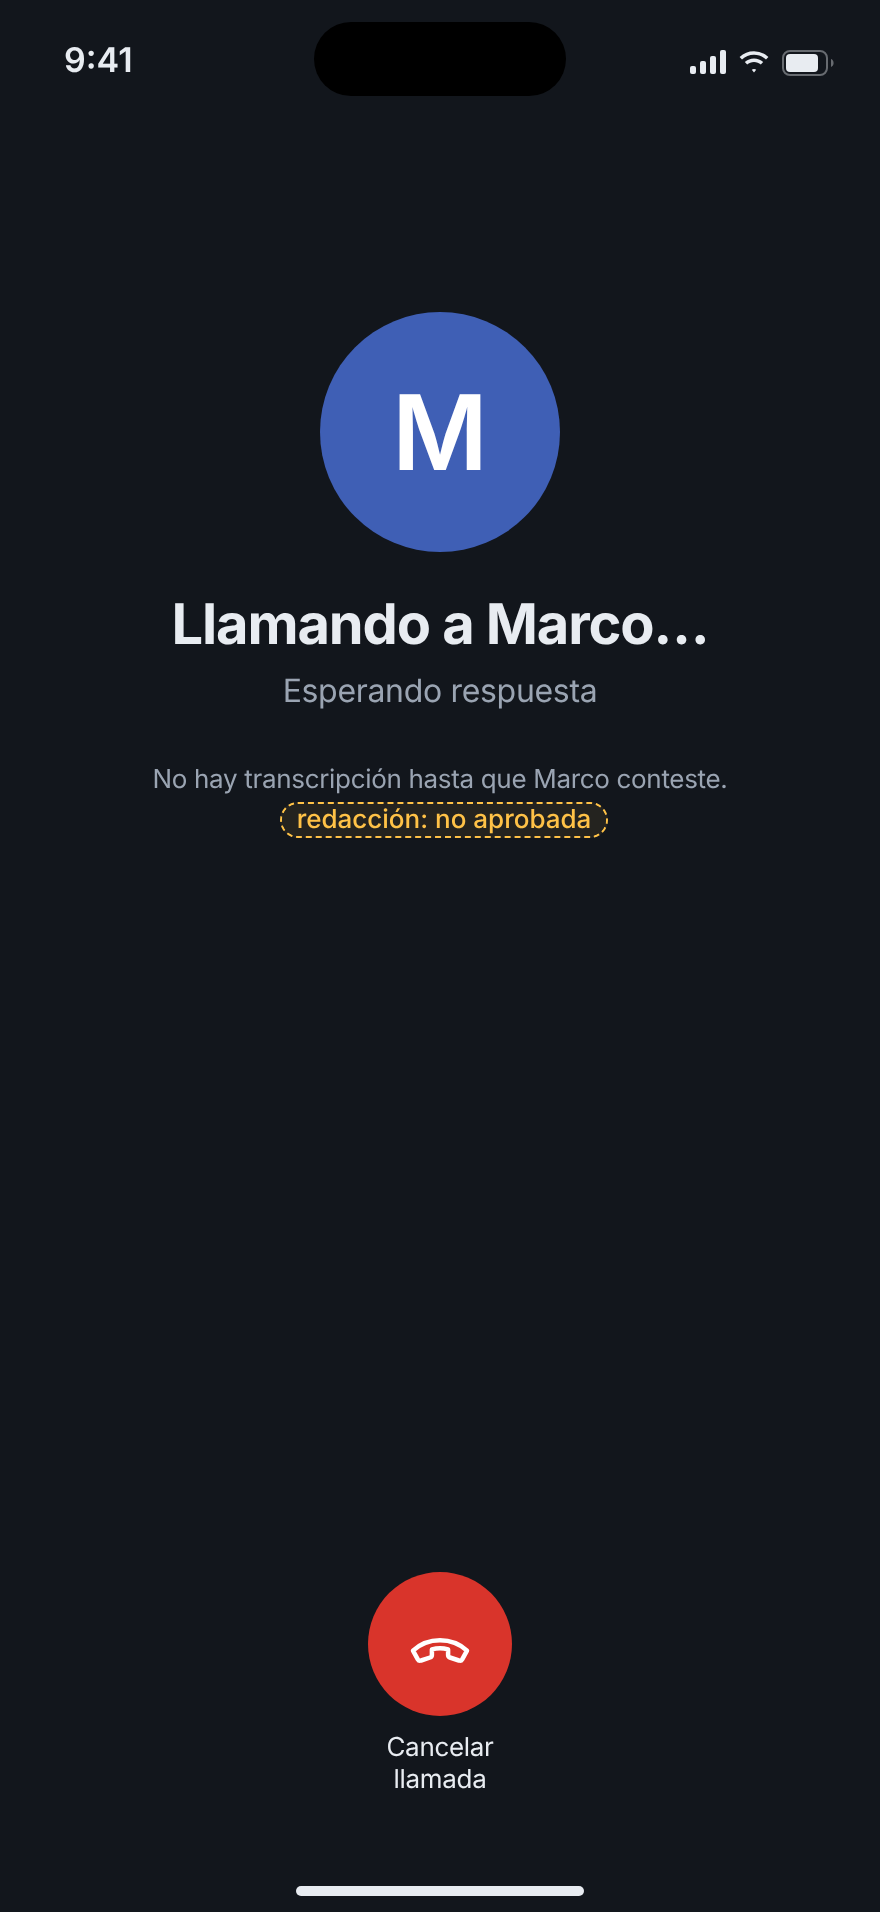 9:41
M
Llamando a Marco...
Esperando respuesta
No hay transcripción hasta que Marco conteste.
redacción: no aprobada
Cancelar
llamada